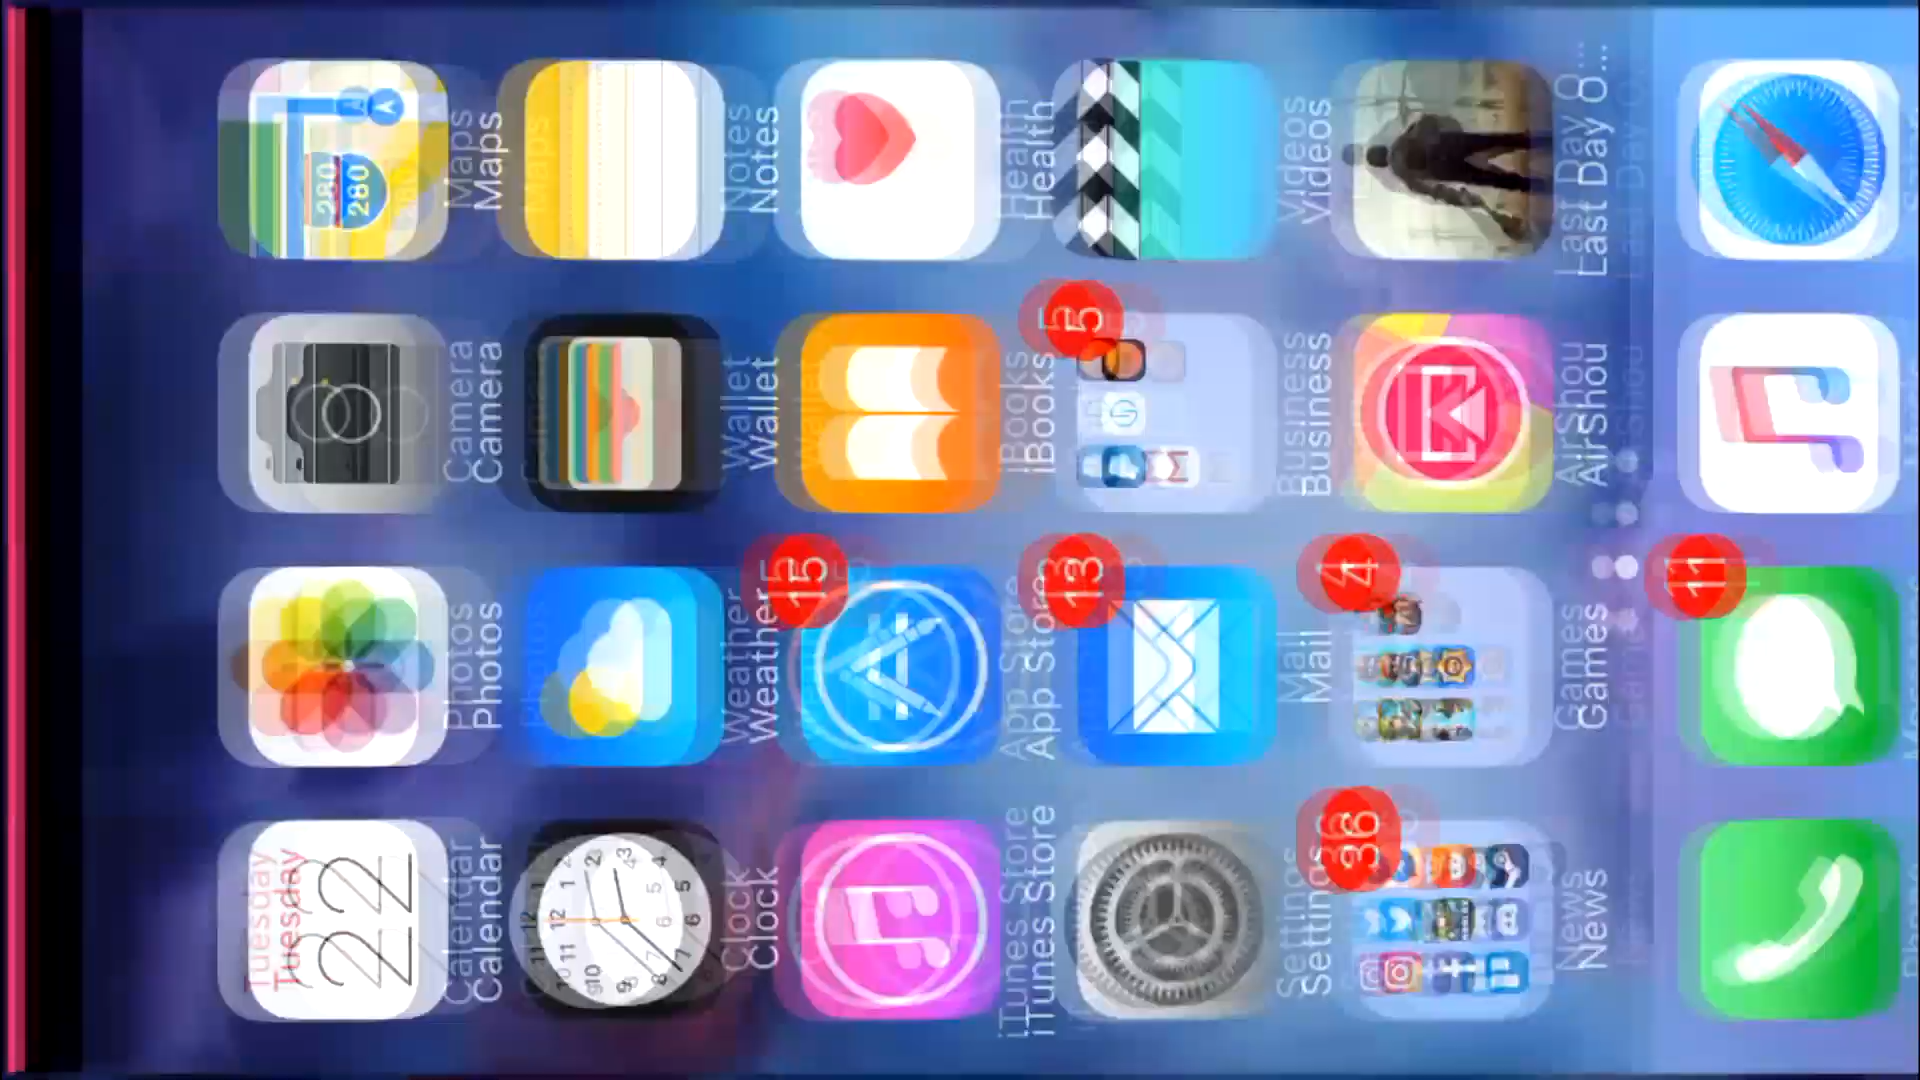 Tuesday
22
Calendar
Photos
Camera
280
Maps
Clock
Weather
Wallet
Notes
iTunes Store
15
App Store
iBooks
Health
Settings
13
Mail
5
Business
Videos
36
News
4
Games
AirShou
Last Day O...
11